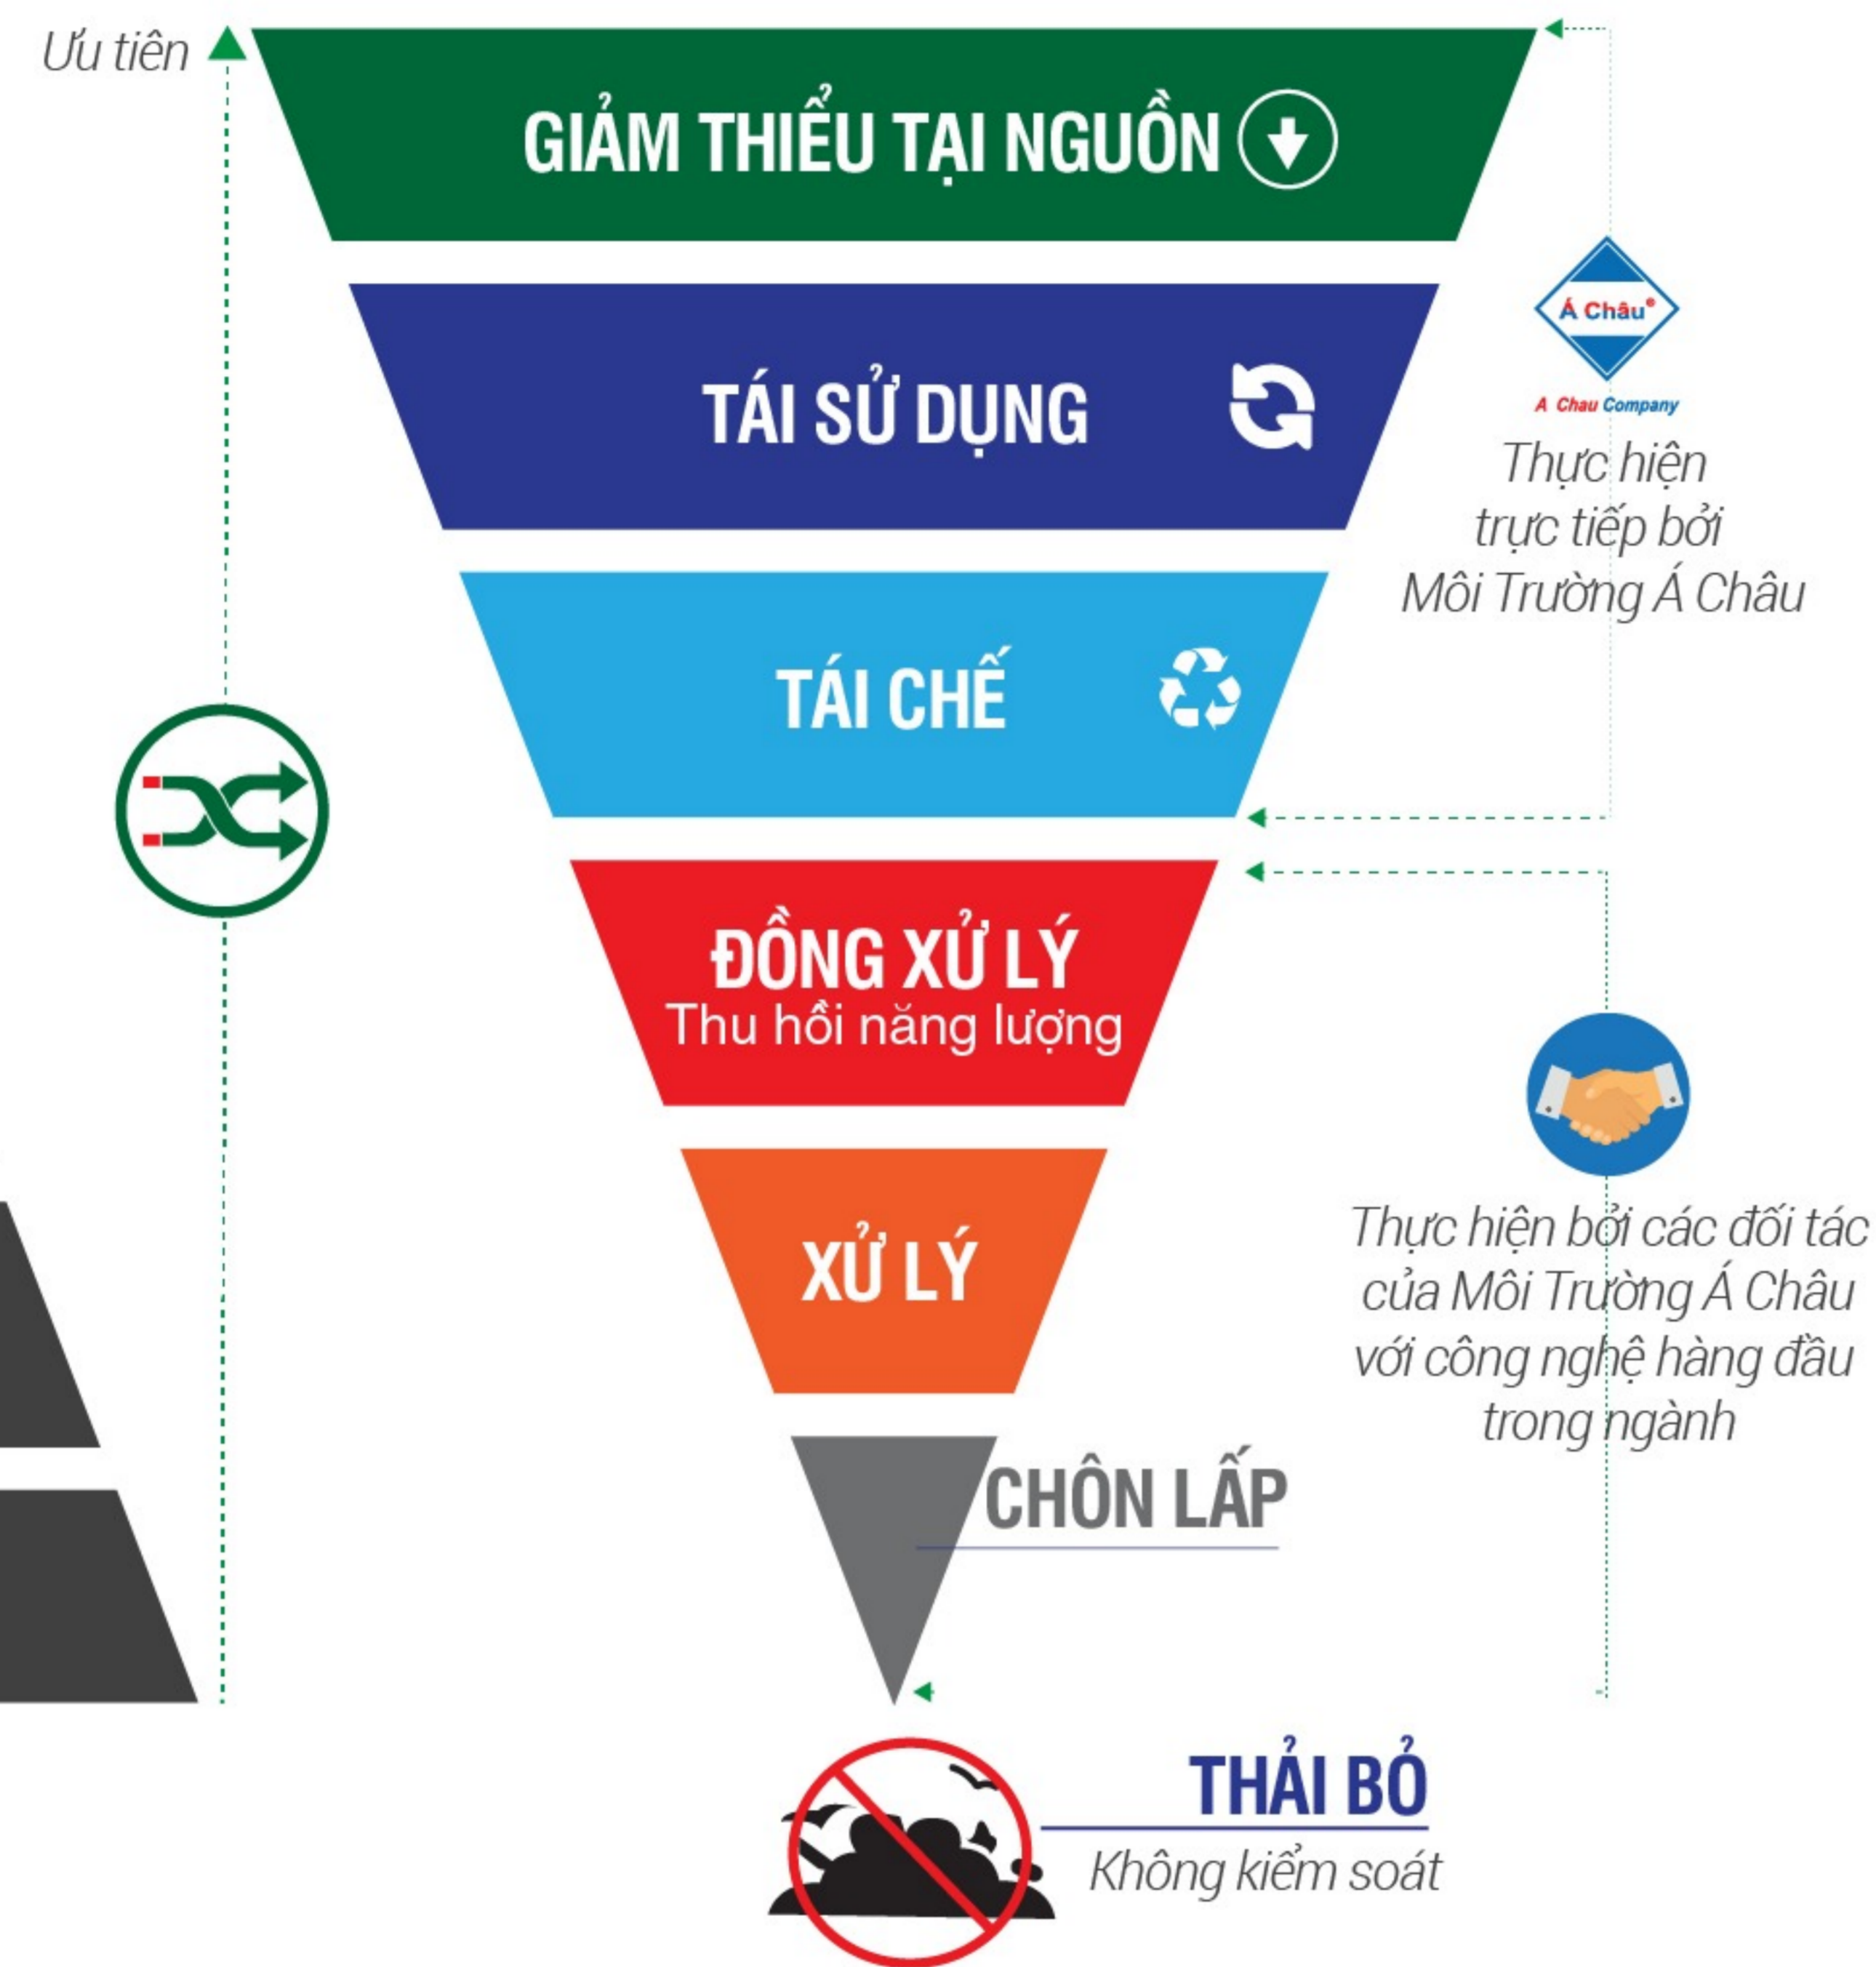 Ưu tiên
GIẢM THIỂU TẠI NGUỒN
TÁI SỬ DỤNG
Á Châu®
A Chau Company
Thực hiện
trực tiếp bởi
Môi Trường Á Châu
TÁI CHẾ
ĐỒNG XỬ LÝ
Thu hồi năng lượng
XỬ LÝ
Thực hiện bởi các đối tác
của Môi Trường Á Châu
với công nghệ hàng đầu
trong ngành
CHÔN LẤP
THẢI BỎ
Không kiểm soát